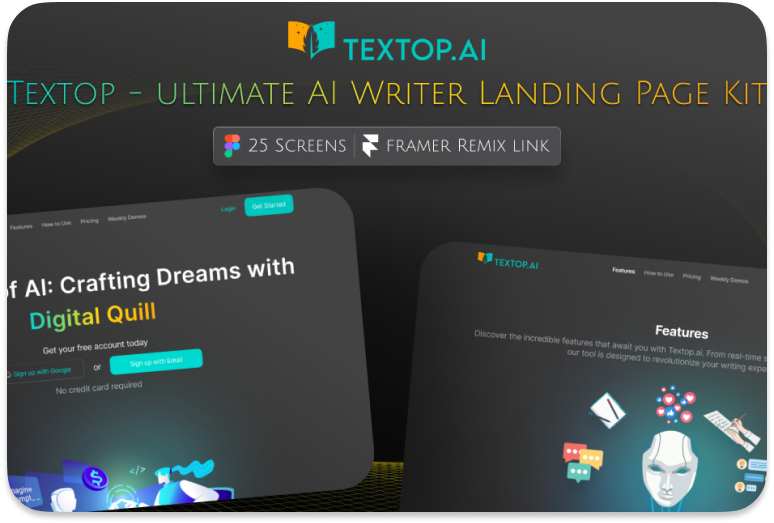 TEXTOP.AI
TEXTOP - ULTIMATE AI WRITER LANDING PAGE KIT
25 SCREENS | FRAMER REMIX LINK
Features How to Use Pricing Weekly Demos Login Get Started
of AI: Crafting Dreams with
Digital Quill
Get your free account today
Sign up with Google or Sign up with Email
No credit card required
</>
TEXTOP.AI Features How to Use Pricing Weekly Demos
Features
Discover the incredible features that await you with Textop.ai. From real-time
our tool is designed to revolutionize your writing